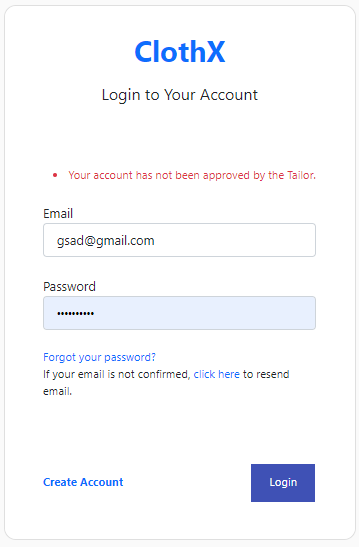 ClothX
Login to Your Account
Your account has not been approved by the Tailor.
Email
gsad@gmail.com
Password
••••••••••
Forgot your password?
If your email is not confirmed, click here to resend
email.
Create Account
Login